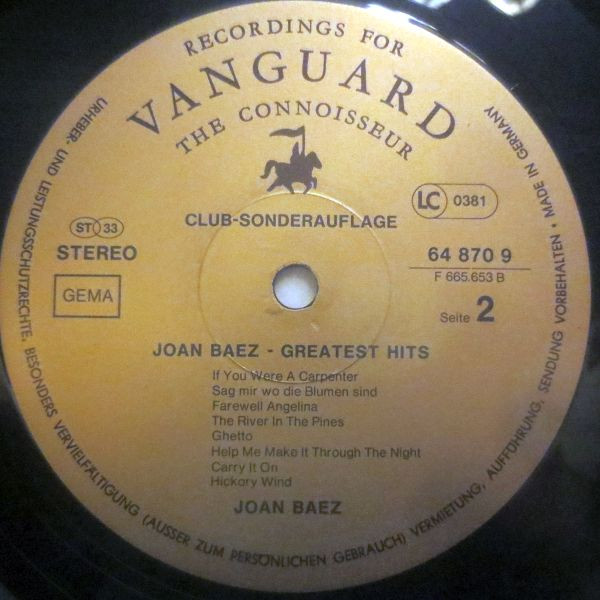 RECORDINGS FOR
VANGUARD
THE CONNOISSEUR
CLUB-SONDERAUFLAGE
LC 0381
ST 33
STEREO
GEMA
64 870 9
F 665.653 B
Seite 2
JOAN BAEZ - GREATEST HITS
If You Were A Carpenter
Sag mir wo die Blumen sind
Farewell Angelina
The River In The Pines
Ghetto
Help Me Make It Through The Night
Carry It On
Hickory Wind
JOAN BAEZ
URHEBER- UND LEISTUNGSSCHUTZRECHTE, BESONDERS VERVIELFÄLTIGUNG (AUSSER ZUM PERSÖNLICHEN GEBRAUCH) VERMIETUNG, AUFFÜHRUNG, SENDUNG VORBEHALTEN • MADE IN GERMANY